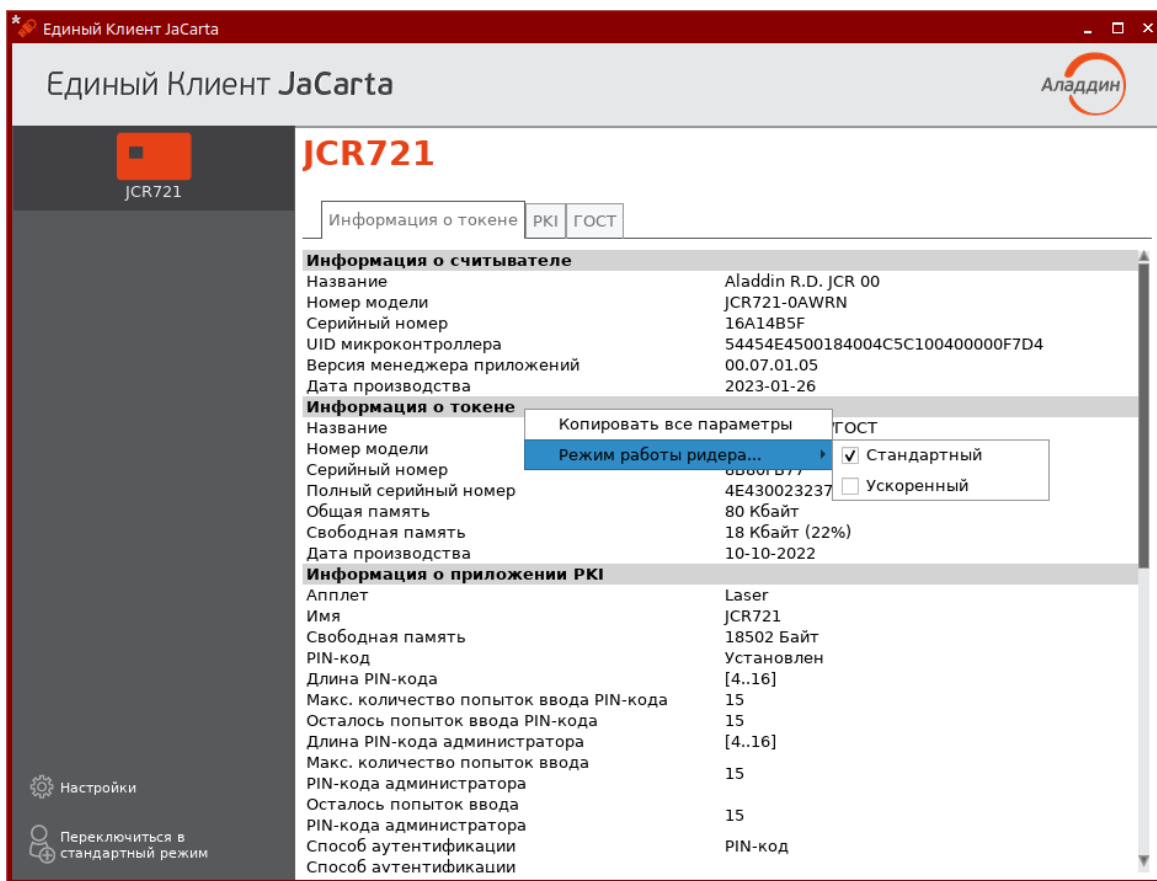 * Единый Клиент JaCarta
Единый Клиент JaCarta
Аладдин
JCR721
JCR721
Информация о токене PKI ГОСТ
Информация о считывателе
Название Aladdin R.D. JCR 00
Номер модели JCR721-0AWRN
Серийный номер 16A14B5F
UID микроконтроллера 54454E4500184004C5C100400000F7D4
Версия менеджера приложений 00.07.01.05
Дата производства 2023-01-26
Информация о токене
Название ГОСТ
Копировать все параметры
Номер модели
Режим работы ридера...
Стандартный
Ускоренный
Серийный номер
Полный серийный номер 4E430023237
Общая память 80 Кбайт
Свободная память 18 Кбайт (22%)
Дата производства 10-10-2022
Информация о приложении PKI
Апплет Laser
Имя JCR721
Свободная память 18502 Байт
PIN-код Установлен
Длина PIN-кода [4..16]
Макс. количество попыток ввода PIN-кода 15
Осталось попыток ввода PIN-кода 15
Длина PIN-кода администратора [4..16]
Макс. количество попыток ввода
PIN-кода администратора 15
Осталось попыток ввода
PIN-кода администратора 15
Способ аутентификации PIN-код
Способ аутентификации
Настройки
Переключиться в
стандартный режим